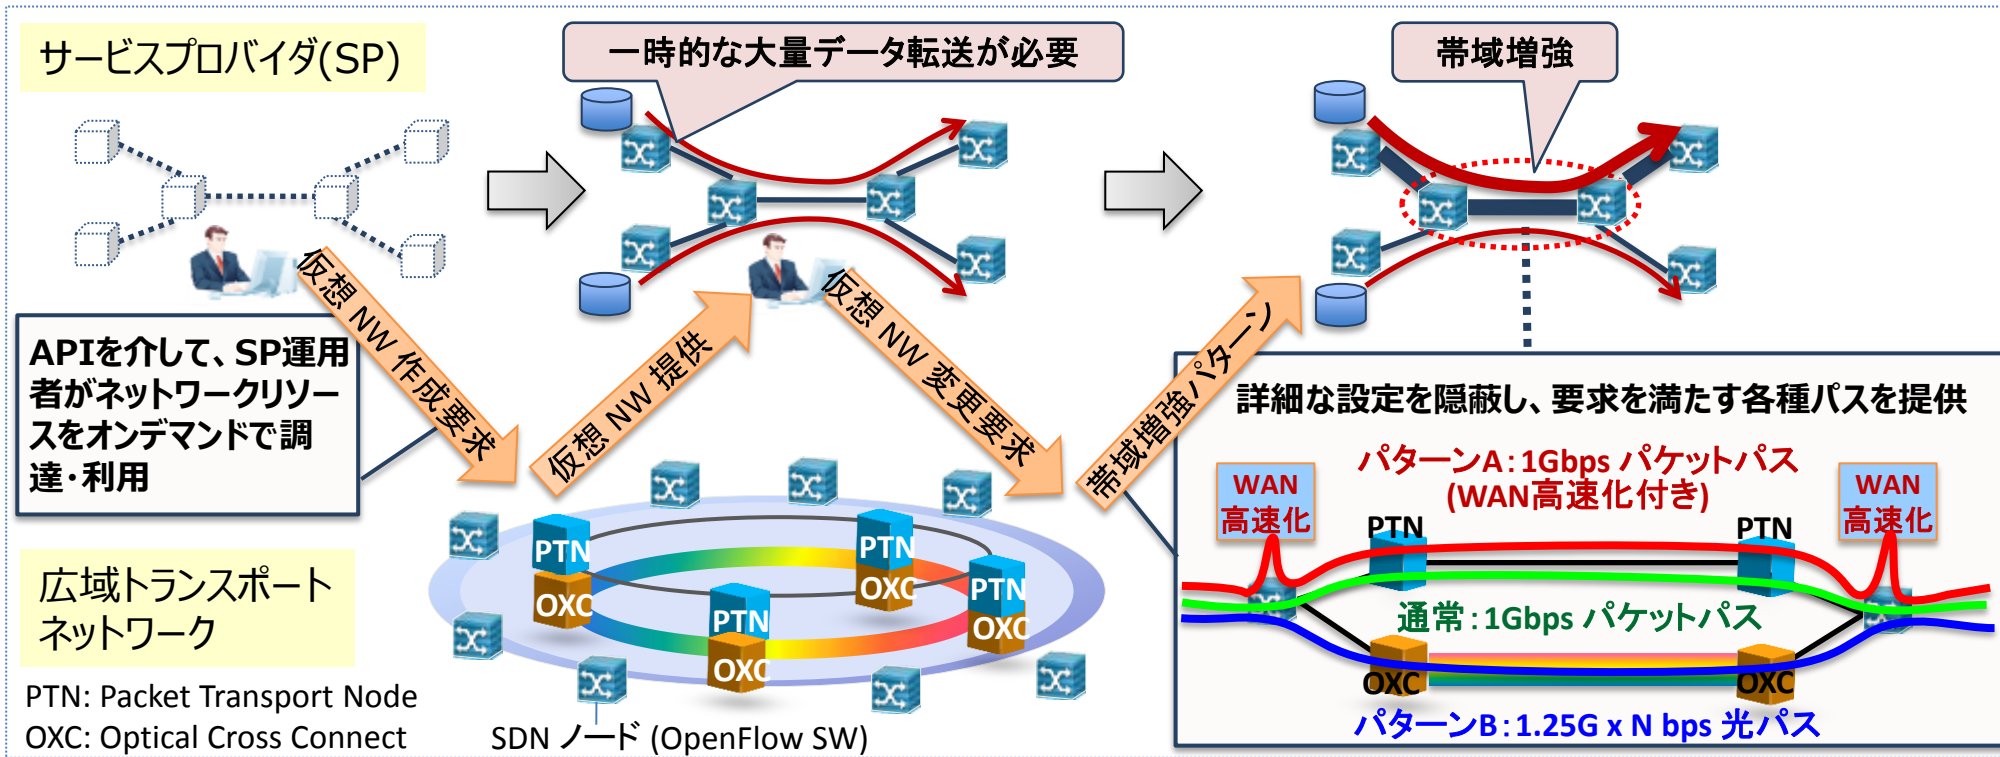 サービスプロバイダ(SP)
一時的な大量データ転送が必要
帯域増強
仮想 NW 作成要求
仮想 NW 提供
仮想 NW 変更要求
帯域増強パターン
APIを介して、SP運用
者がネットワークリソー
スをオンデマンドで調
達・利用
詳細な設定を隠蔽し、要求を満たす各種パスを提供
パターンA：1Gbps パケットパス
(WAN高速化付き)
WAN
高速化
WAN
高速化
PTN
PTN
通常：1Gbps パケットパス
OXC
OXC
パターンB：1.25G x N bps 光パス
PTN
OXC
PTN
OXC
PTN
OXC
PTN
OXC
広域トランスポート
ネットワーク
PTN: Packet Transport Node
OXC: Optical Cross Connect
SDN ノード (OpenFlow SW)